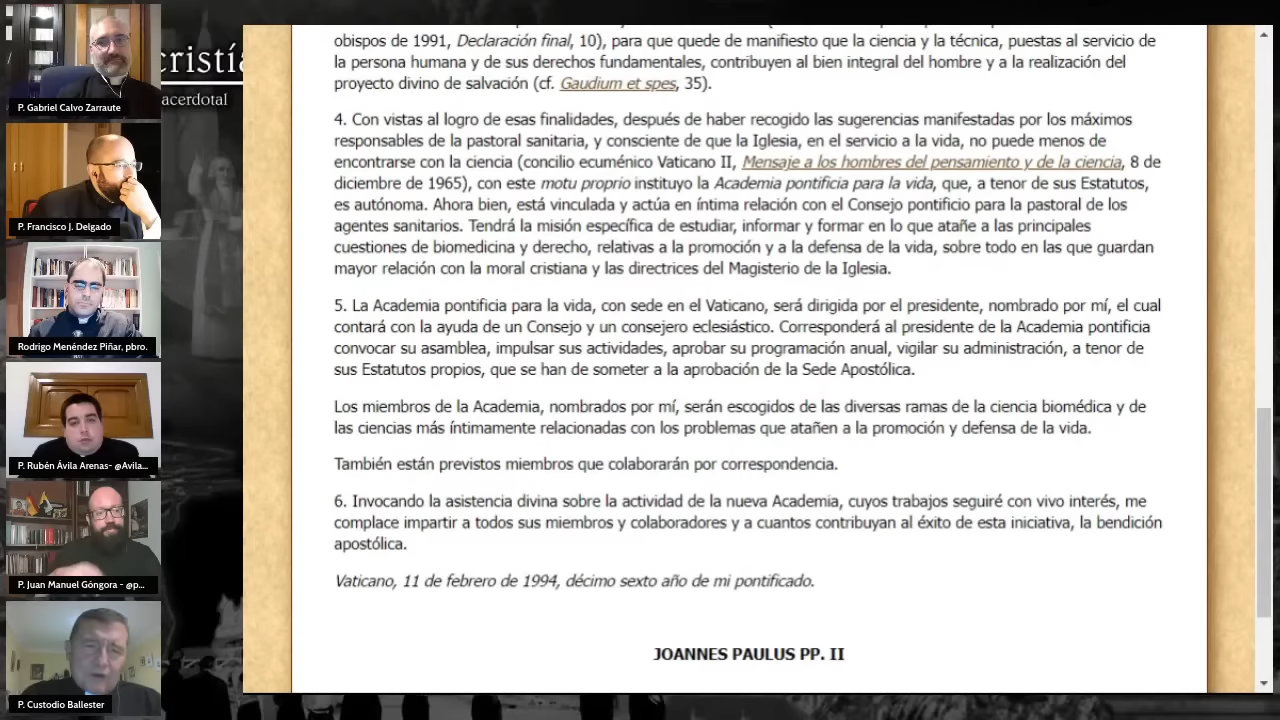 cristía
acerdotal
P. Gabriel Calvo Zarraute
P. Francisco J. Delgado
Rodrigo Menéndez Piñar, pbro.
P. Rubén Ávila Arenas- @Avila...
P. Juan Manuel Góngora - @p...
P. Custodio Ballester
obispos de 1991, Declaración final, 10), para que quede de manifiesto que la ciencia y la técnica, puestas al servicio de
la persona humana y de sus derechos fundamentales, contribuyen al bien integral del hombre y a la realización del
proyecto divino de salvación (cf. Gaudium et spes, 35).
4. Con vistas al logro de esas finalidades, después de haber recogido las sugerencias manifestadas por los máximos
responsables de la pastoral sanitaria, y consciente de que la Iglesia, en el servicio a la vida, no puede menos de
encontrarse con la ciencia (concilio ecuménico Vaticano II, Mensaje a los hombres del pensamiento y de la ciencia, 8 de
diciembre de 1965), con este motu proprio instituyo la Academia pontificia para la vida, que, a tenor de sus Estatutos,
es autónoma. Ahora bien, está vinculada y actúa en íntima relación con el Consejo pontificio para la pastoral de los
agentes sanitarios. Tendrá la misión específica de estudiar, informar y formar en lo que atañe a las principales
cuestiones de biomedicina y derecho, relativas a la promoción y a la defensa de la vida, sobre todo en las que guardan
mayor relación con la moral cristiana y las directrices del Magisterio de la Iglesia.
5. La Academia pontificia para la vida, con sede en el Vaticano, será dirigida por el presidente, nombrado por mí, el cual
contará con la ayuda de un Consejo y un consejero eclesiástico. Corresponderá al presidente de la Academia pontificia
convocar su asamblea, impulsar sus actividades, aprobar su programación anual, vigilar su administración, a tenor de
sus Estatutos propios, que se han de someter a la aprobación de la Sede Apostólica.
Los miembros de la Academia, nombrados por mí, serán escogidos de las diversas ramas de la ciencia biomédica y de
las ciencias más íntimamente relacionadas con los problemas que atañen a la promoción y defensa de la vida.
También están previstos miembros que colaborarán por correspondencia.
6. Invocando la asistencia divina sobre la actividad de la nueva Academia, cuyos trabajos seguiré con vivo interés, me
complace impartir a todos sus miembros y colaboradores y a cuantos contribuyan al éxito de esta iniciativa, la bendición
apostólica.
Vaticano, 11 de febrero de 1994, décimo sexto año de mi pontificado.
JOANNES PAULUS PP. II